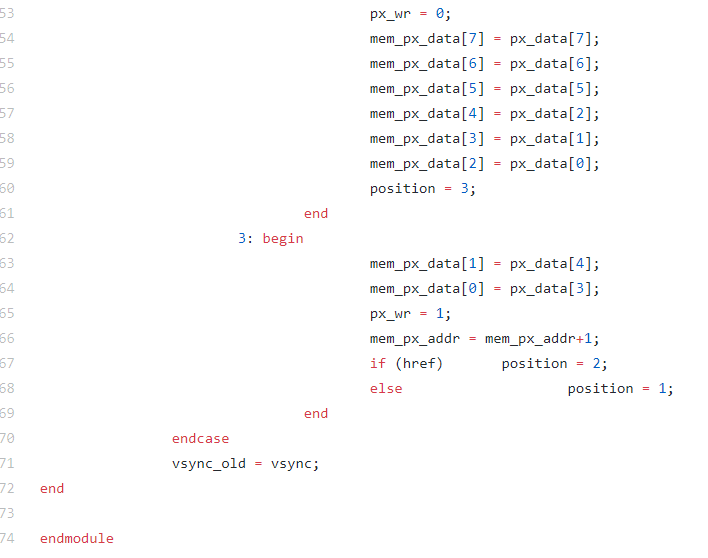 53 px_wr = 0;
54 mem_px_data[7] = px_data[7];
55 mem_px_data[6] = px_data[6];
56 mem_px_data[5] = px_data[5];
57 mem_px_data[4] = px_data[2];
58 mem_px_data[3] = px_data[1];
59 mem_px_data[2] = px_data[0];
60 position = 3;
61 end
62 3: begin
63 mem_px_data[1] = px_data[4];
64 mem_px_data[0] = px_data[3];
65 px_wr = 1;
66 mem_px_addr = mem_px_addr+1;
67 if (href) position = 2;
68 else position = 1;
69 end
70 endcase
71 vsync_old = vsync;
72 end
73
74 endmodule